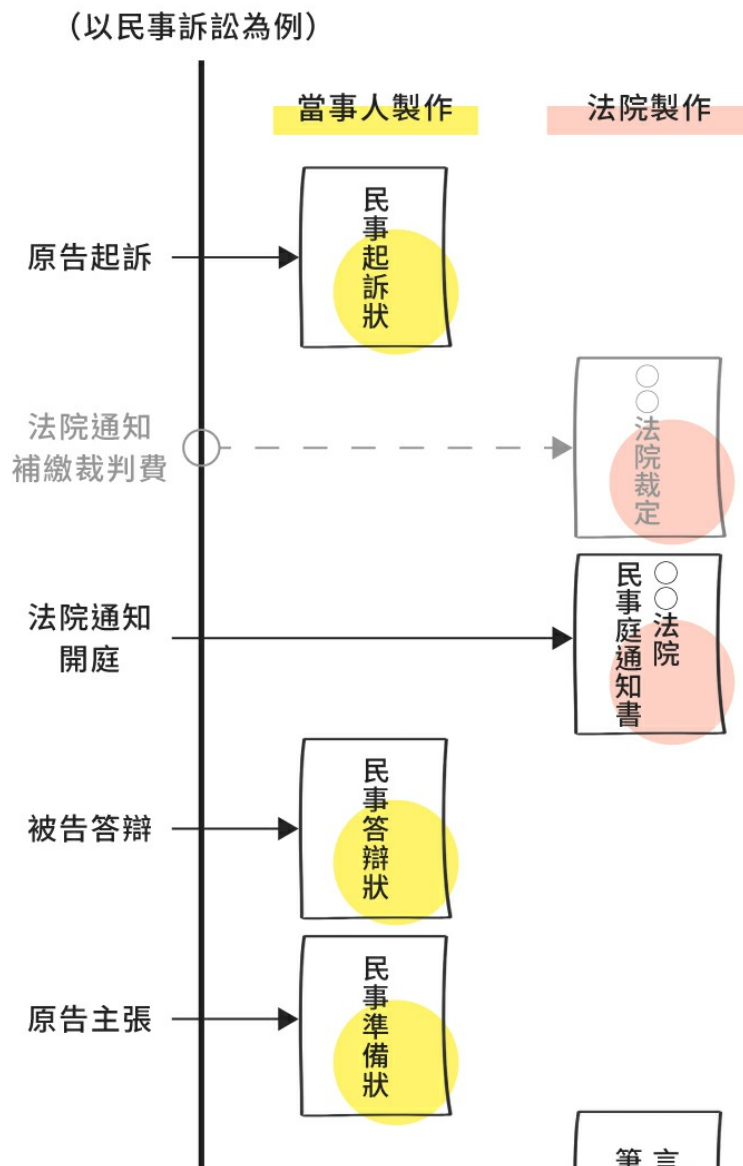 （以民事訴訟為例）
當事人製作
法院製作
原告起訴
民事起訴狀
法院通知
補繳裁判費
○○法院裁定
法院通知
開庭
○○法院
民事庭通知書
被告答辯
民事答辯狀
原告主張
民事準備狀
言
筆